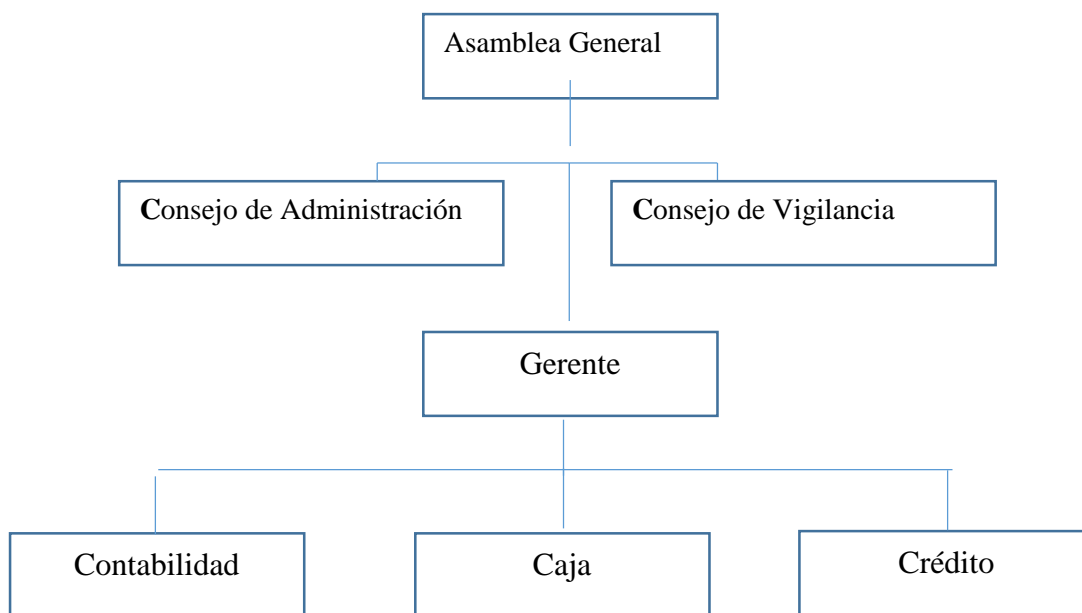 Asamblea General
Consejo de Administración
Consejo de Vigilancia
Gerente
Contabilidad
Caja
Crédito